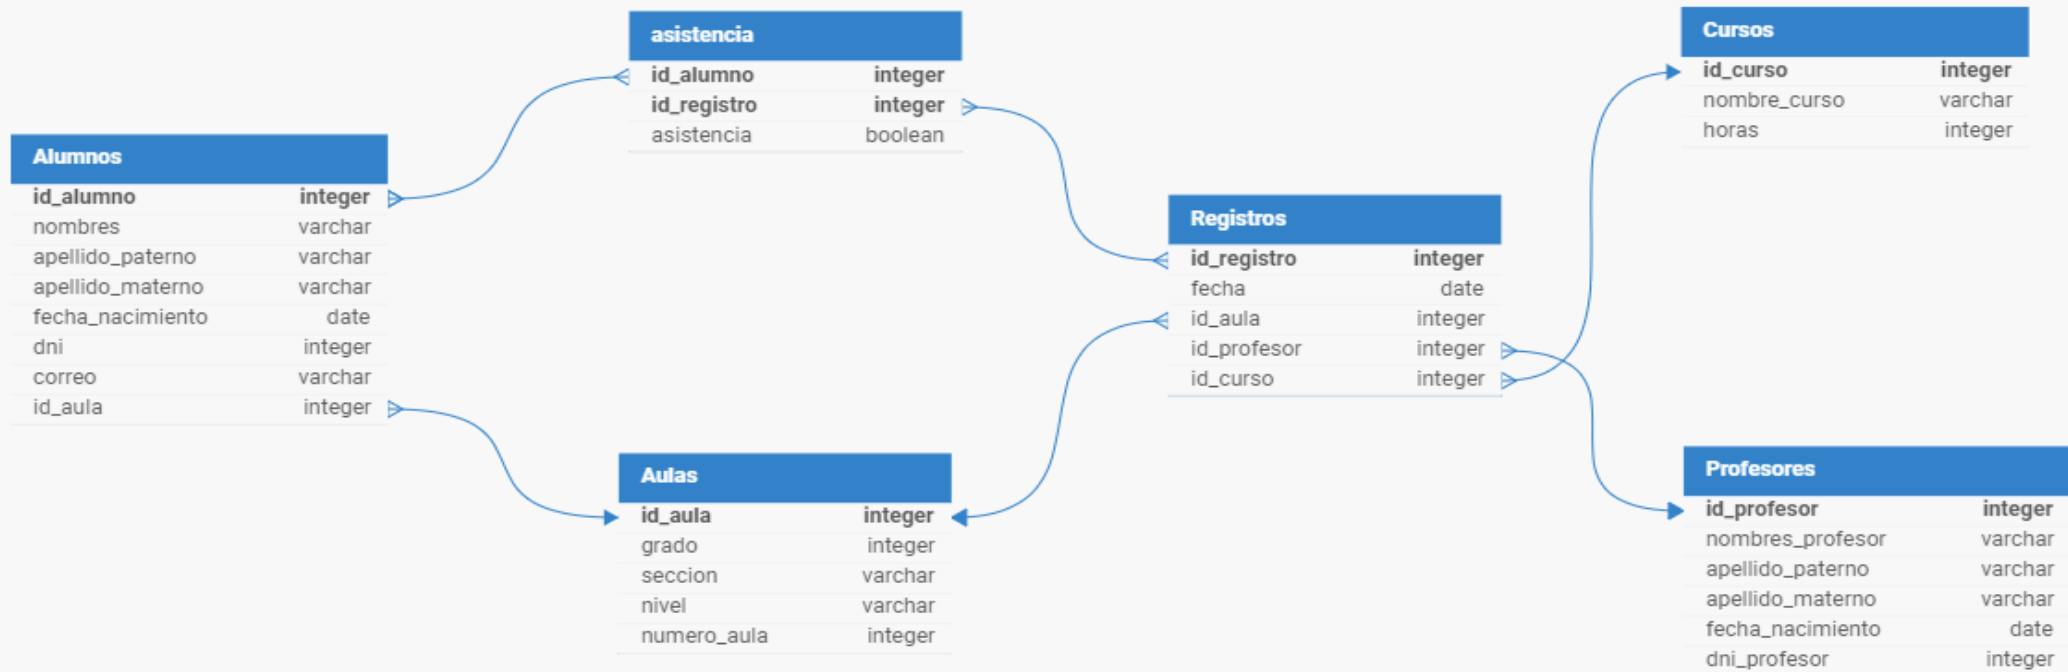 asistencia
id_alumno integer
id_registro integer
asistencia boolean
Cursos
id_curso integer
nombre_curso varchar
horas integer
Alumnos
id_alumno integer
nombres varchar
apellido_paterno varchar
apellido_materno varchar
fecha_nacimiento date
dni integer
correo varchar
id_aula integer
Registros
id_registro integer
fecha date
id_aula integer
id_profesor integer
id_curso integer
Aulas
id_aula integer
grado integer
seccion varchar
nivel varchar
numero_aula integer
Profesores
id_profesor integer
nombres_profesor varchar
apellido_paterno varchar
apellido_materno varchar
fecha_nacimiento date
dni_profesor integer